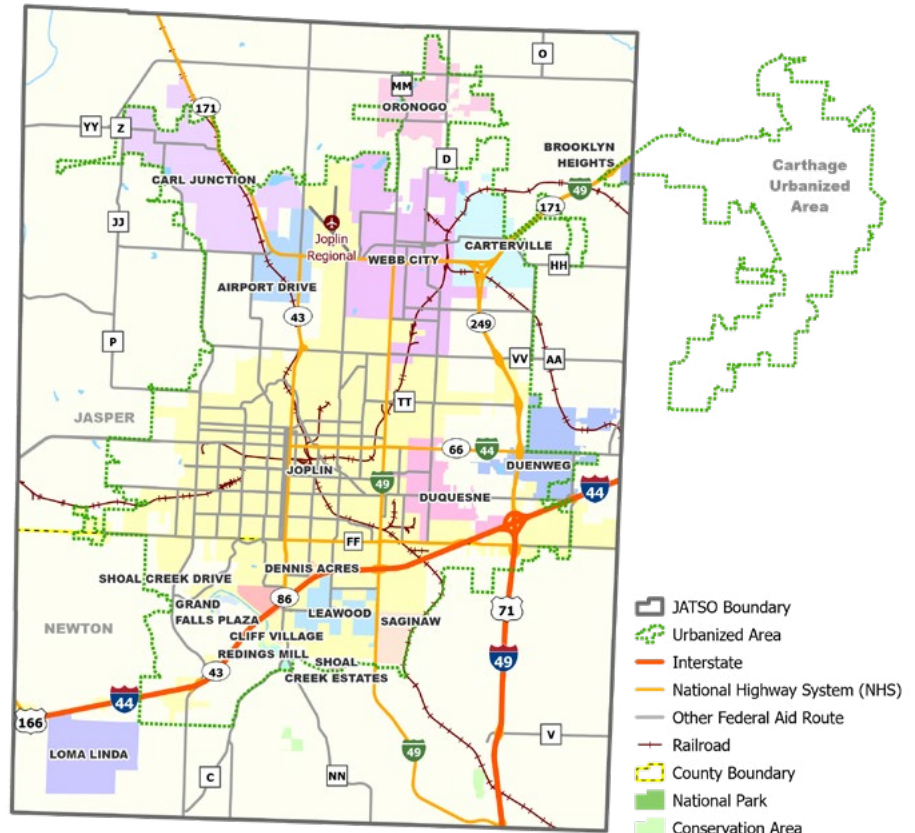 O
MM
ORONOGO
171
YY
Z
D
BROOKLYN
HEIGHTS
Carthage
Urbanized
Area
CARL JUNCTION
49
171
JJ
Joplin
Regional
CARTERVILLE
WEBB CITY
HH
AIRPORT DRIVE
43
249
P
VV
AA
TT
JASPER
66
44
JOPLIN
DUENWEG
49
44
DUQUESNE
FF
DENNIS ACRES
SHOAL CREEK DRIVE
86
GRAND
FALLS PLAZA
LEAWOOD
71
NEWTON
SAGINAW
CLIFF VILLAGE
REDINGS MILL
49
43
SHOAL
CREEK ESTATES
44
166
V
LOMA LINDA
49
C
NN
JATSO Boundary
Urbanized Area
Interstate
National Highway System (NHS)
Other Federal Aid Route
Railroad
County Boundary
National Park
Conservation Area